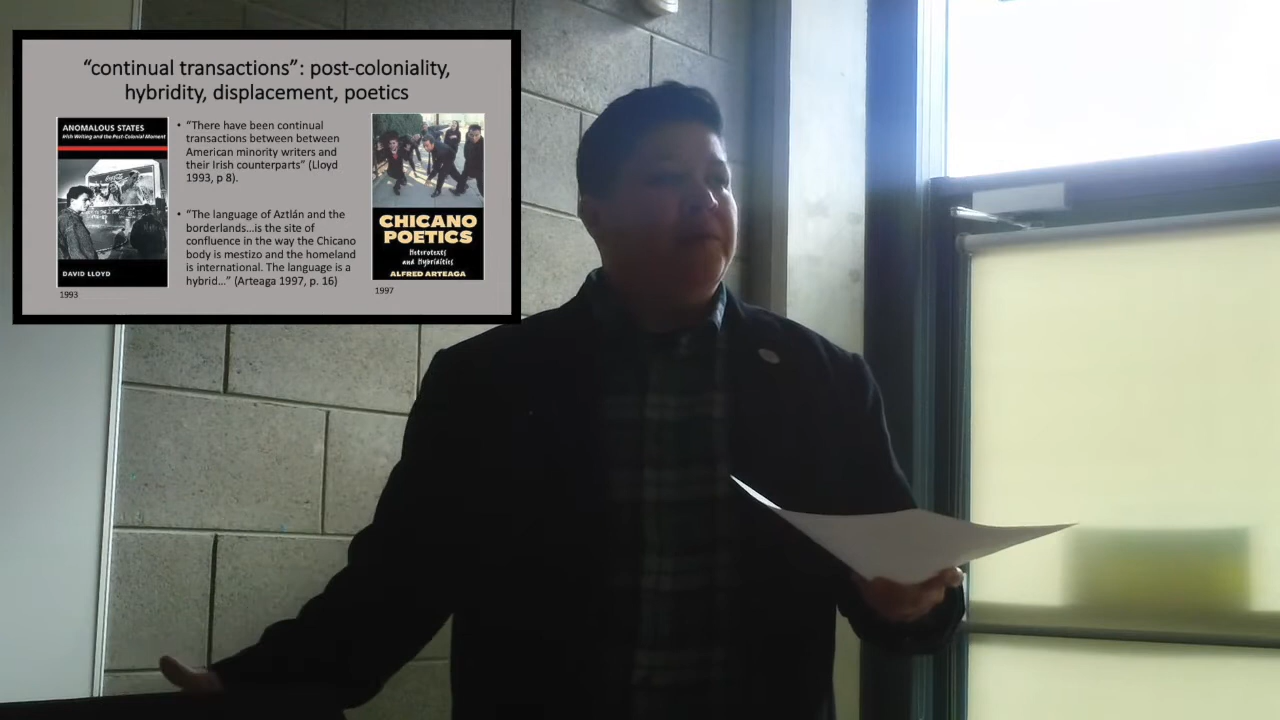 “continual transactions”: post-coloniality,
hybridity, displacement, poetics
ANOMALOUS STATES
Irish Writing and the Post-Colonial Moment
DAVID LLOYD
1993
• “There have been continual
transactions between between
American minority writers and
their Irish counterparts” (Lloyd
1993, p 8).
• “The language of Aztlán and the
borderlands...is the site of
confluence in the way the Chicano
body is mestizo and the homeland
is international. The language is a
hybrid...” (Arteaga 1997, p. 16)
CHICANO
POETICS
Heterotexts
and Hybridities
ALFRED ARTEAGA
1997